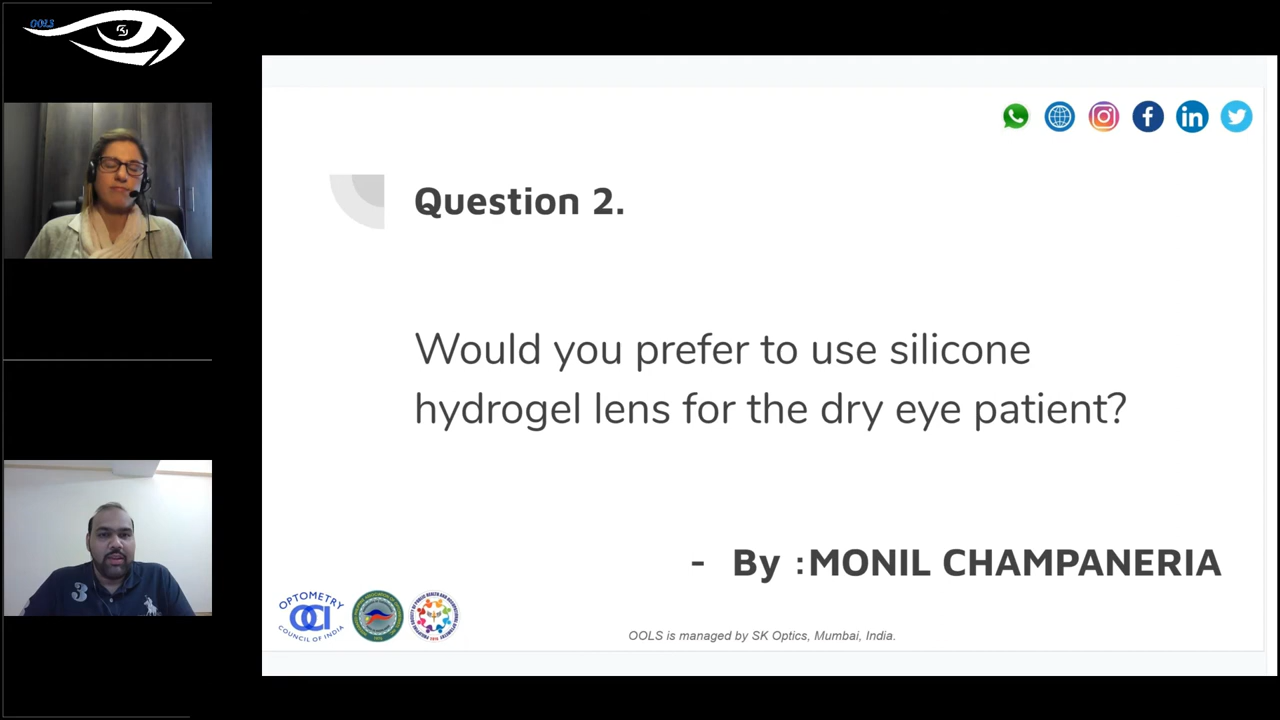 OOLS
Question 2.
Would you prefer to use silicone
hydrogel lens for the dry eye patient?
- By :MONIL CHAMPANERIA
OPTOMETRY
OCI
COUNCIL OF INDIA
OOLS is managed by SK Optics, Mumbai, India.
3